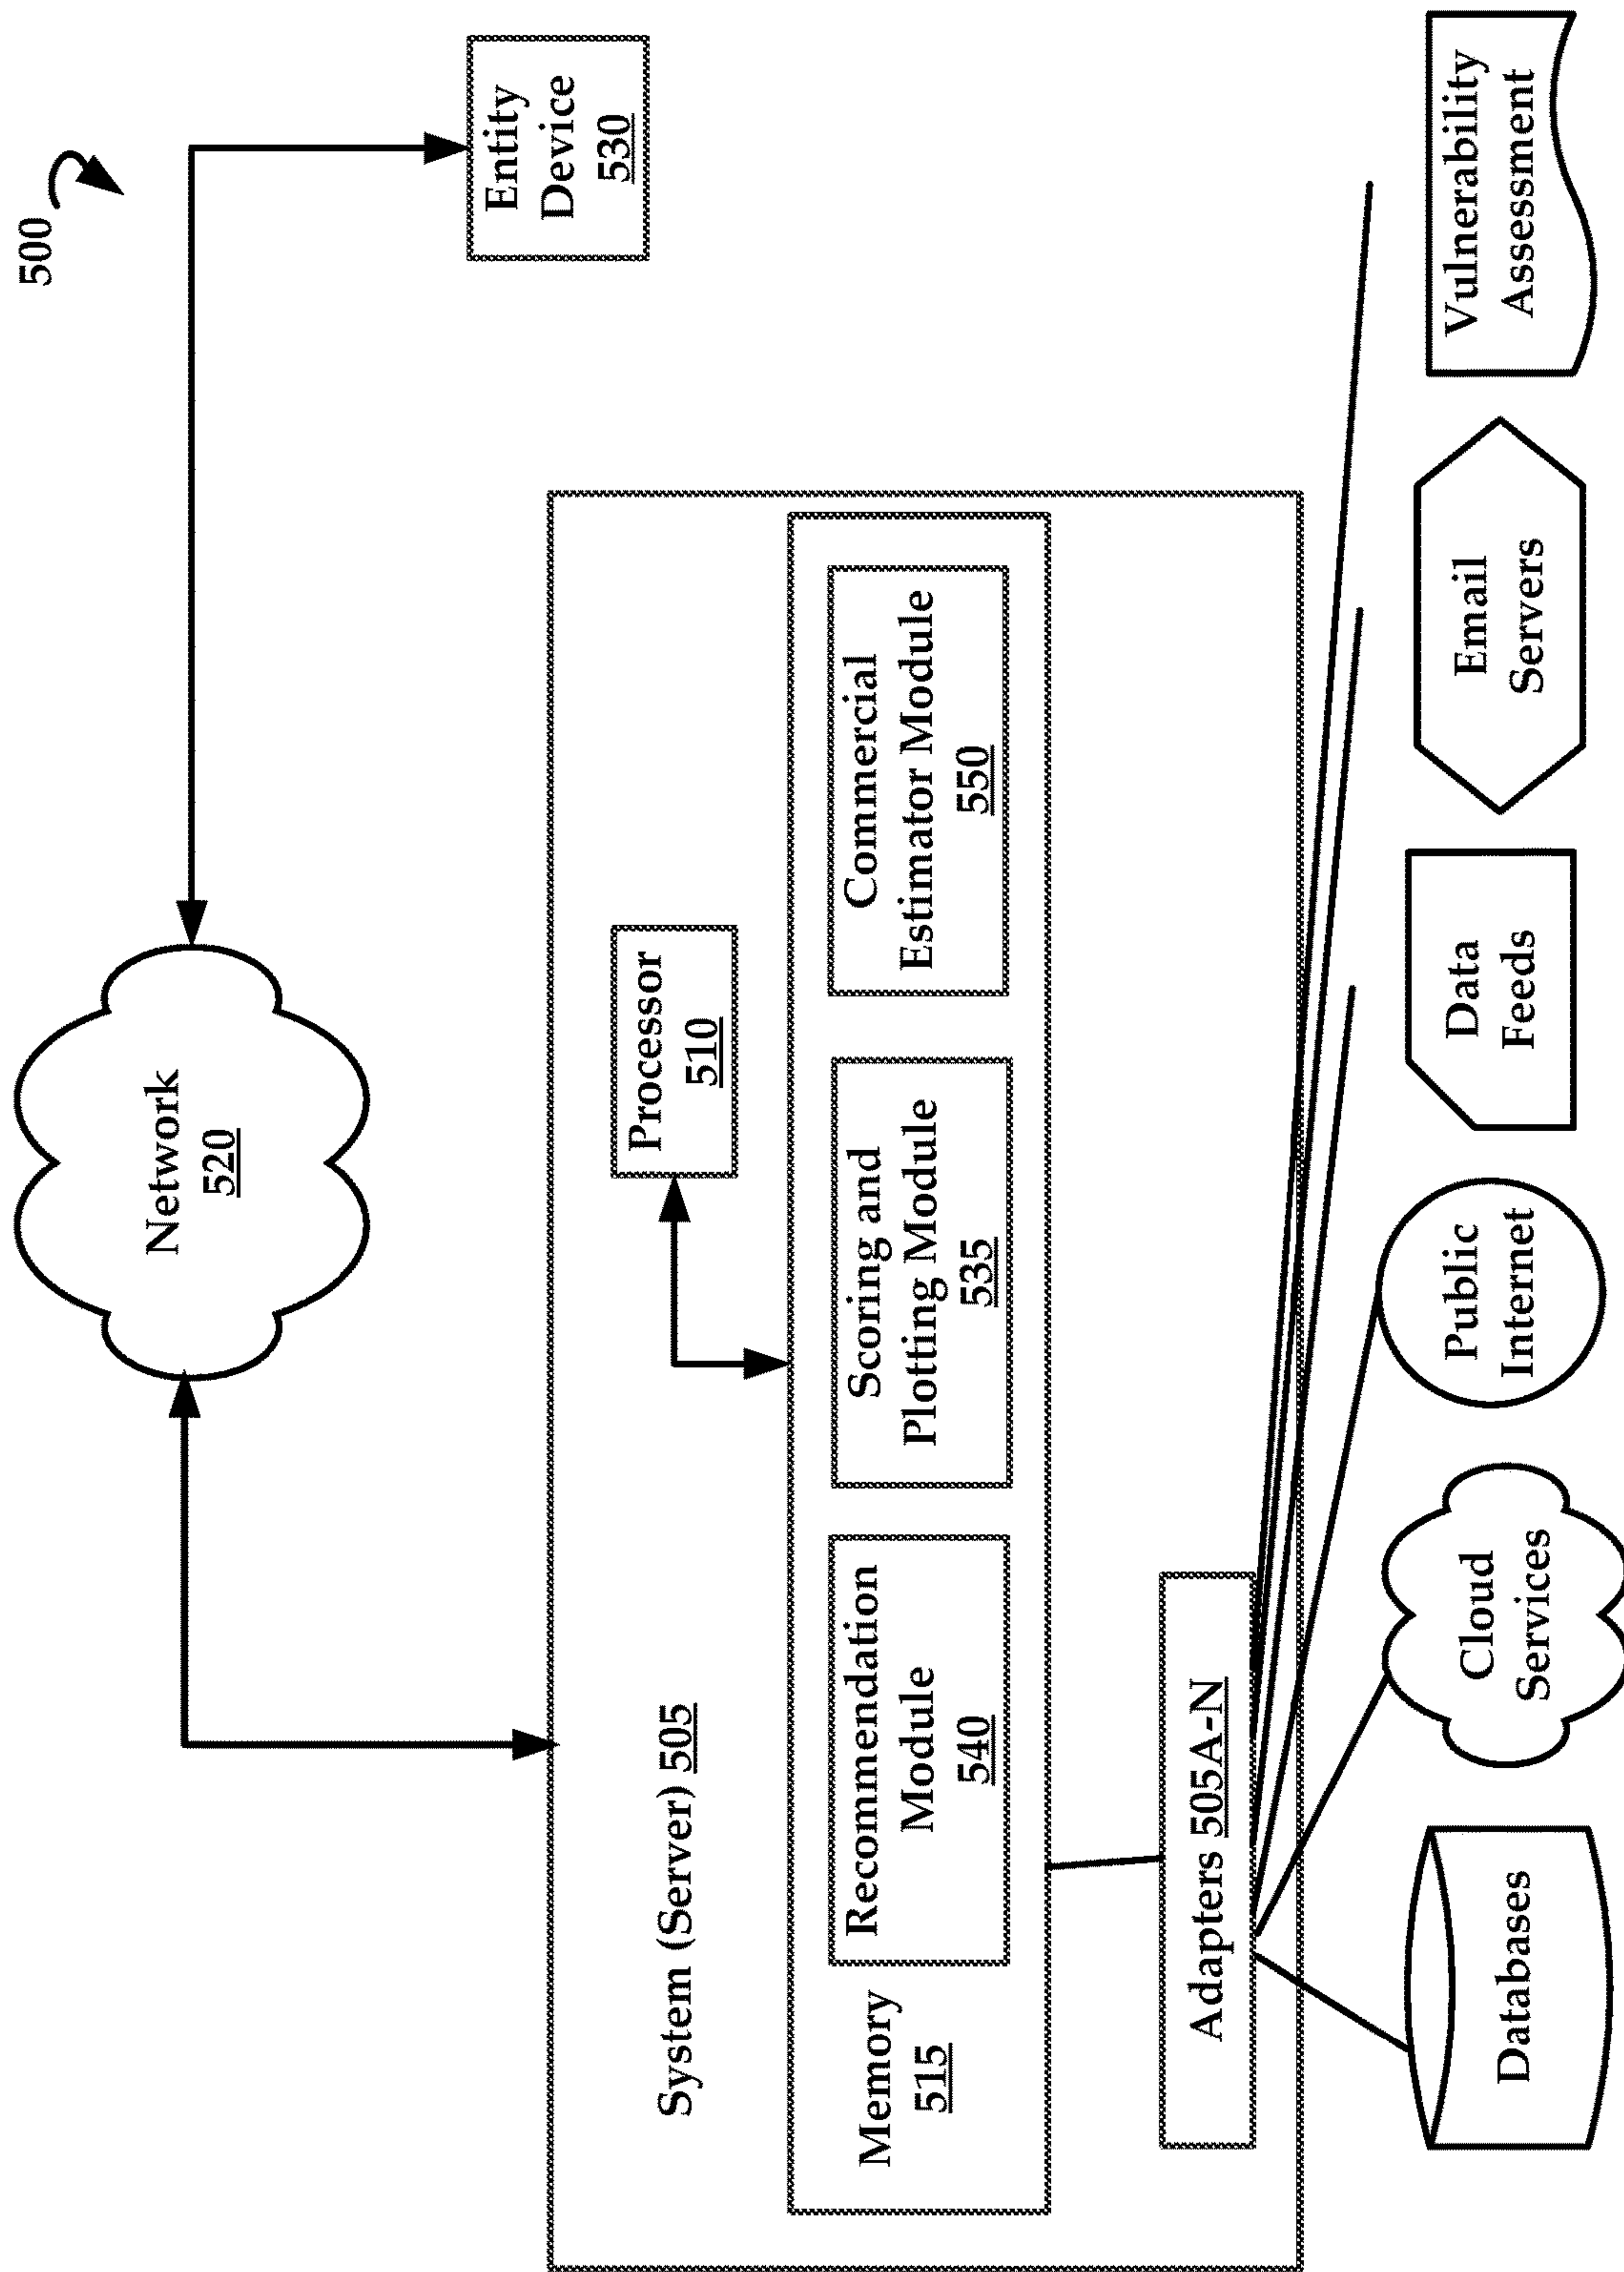 500
Network
520
Entity
Device
530
System (Server) 505
Processor
510
Memory
515
Recommendation
Module
540
Scoring and
Plotting Module
535
Commercial
Estimator Module
550
Adapters 505A-N
Databases
Cloud
Services
Public
Internet
Data
Feeds
Email
Servers
Vulnerability
Assessment